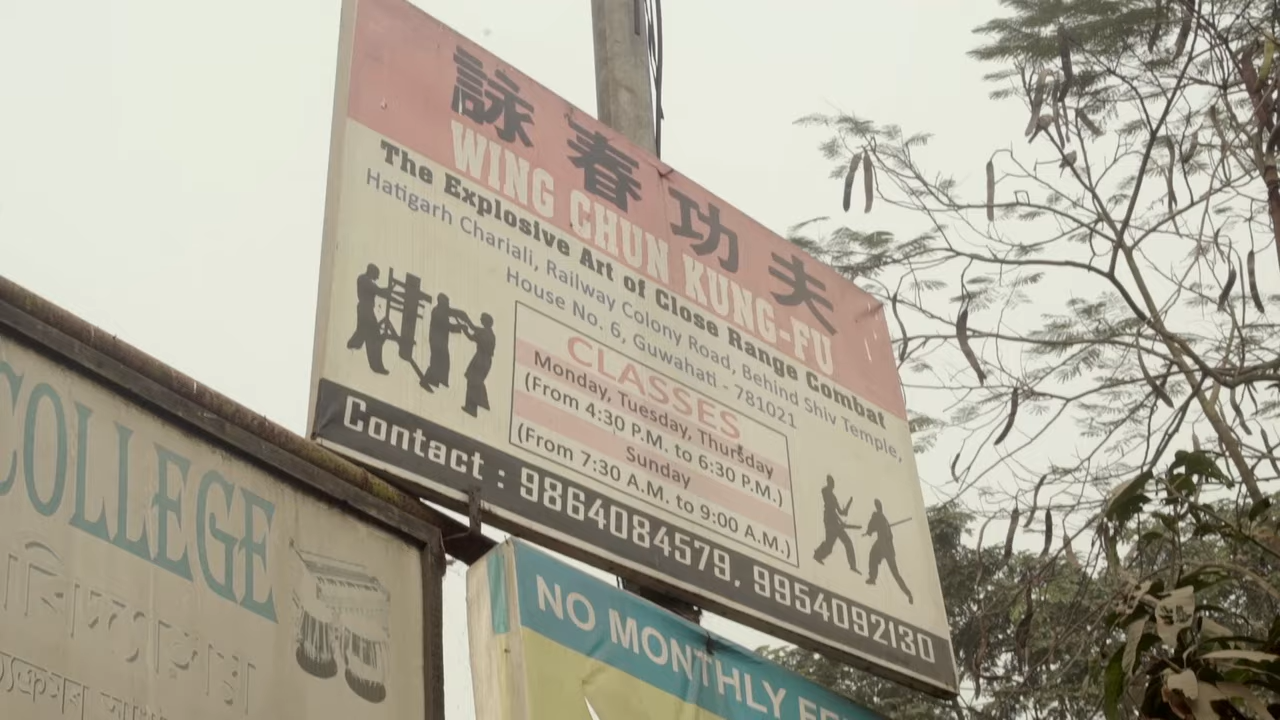 詠春功夫
WING CHUN KUNG-FU
The Explosive Art of Close Range Combat
Hatigarh Chariali, Railway Colony Road, Behind Shiv Temple,
House No. 6, Guwahati - 781021
CLASSES
Monday, Tuesday, Thursday
(From 4:30 P.M. to 6:30 P.M.)
Sunday
(From 7:30 A.M. to 9:00 A.M.)
Contact : 9864084579, 9954092130
COLLEGE
NO MONTHLY